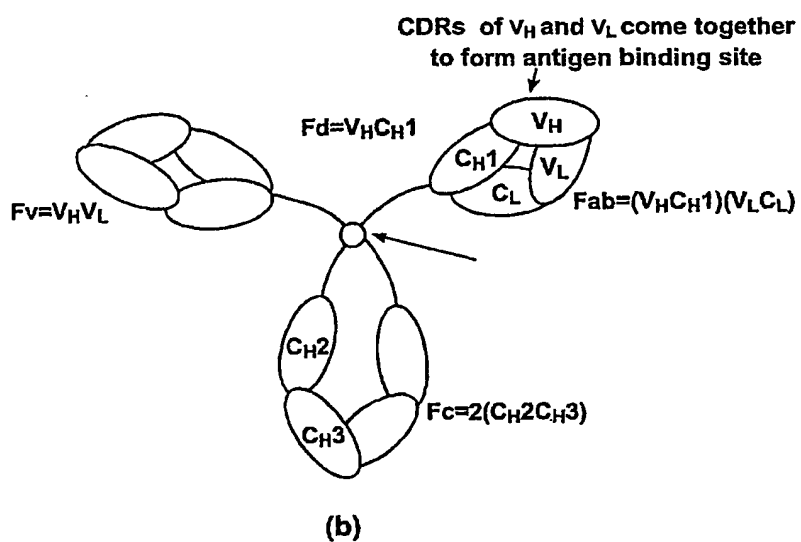 CDRs of VH and VL come together
to form antigen binding site
Fd=VHCH1
VH
CH1
VL
CL
Fv=VHVL
Fab=(VHCH1)(VLCL)
CH2
Fc=2(CH2CH3)
CH3
(b)